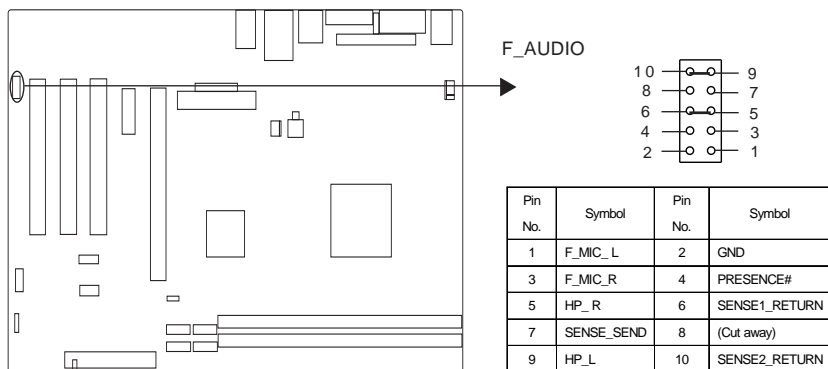 F_AUDIO
10 9
8 7
6 5
4 3
2 1
Pin No. Symbol Pin No. Symbol
1 F_MIC_ L 2 GND
3 F_MIC_R 4 PRESENCE#
5 HP_ R 6 SENSE1_RETURN
7 SENSE_SEND 8 (Cut away)
9 HP_L 10 SENSE2_RETURN